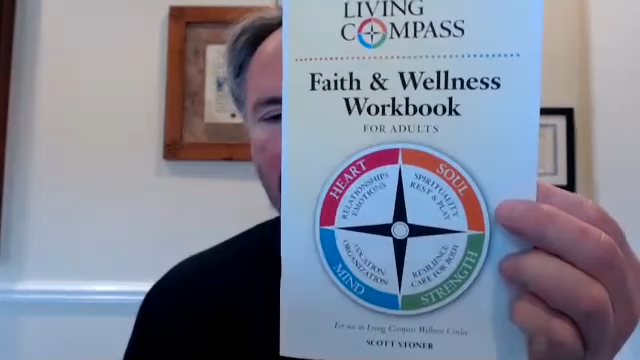 LIVING
COMPASS
Faith & Wellness
Workbook
FOR ADULTS
HEART
RELATIONSHIPS
EMOTIONS
SOUL
SPIRITUALITY
REST & PLAY
MIND
VOCATION
ORGANIZATION
STRENGTH
RESILIENCE
CARE FOR BODY
For use in Living Compass Wellness Circles
SCOTT STONER